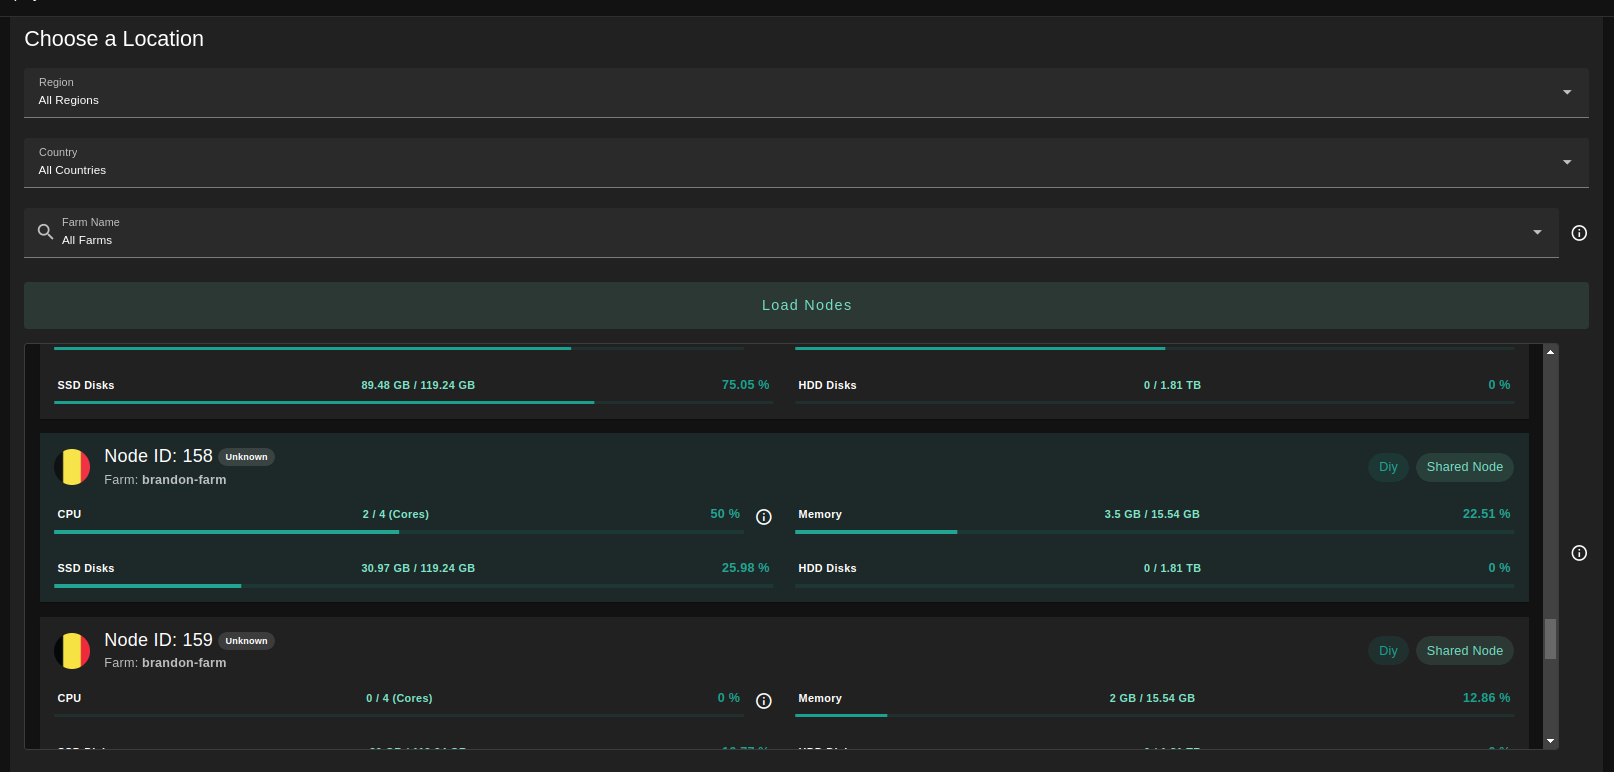 Choose a Location
Region
All Regions
Country
All Countries
Farm Name
All Farms
Load Nodes
SSD Disks 89.48 GB / 119.24 GB 75.05 % HDD Disks 0 / 1.81 TB 0 %
Node ID: 158 Unknown
Farm: brandon-farm
Diy Shared Node
CPU 2 / 4 (Cores) 50 % Memory 3.5 GB / 15.54 GB 22.51 %
SSD Disks 30.97 GB / 119.24 GB 25.98 % HDD Disks 0 / 1.81 TB 0 %
Node ID: 159 Unknown
Farm: brandon-farm
Diy Shared Node
CPU 0 / 4 (Cores) 0 % Memory 2 GB / 15.54 GB 12.86 %